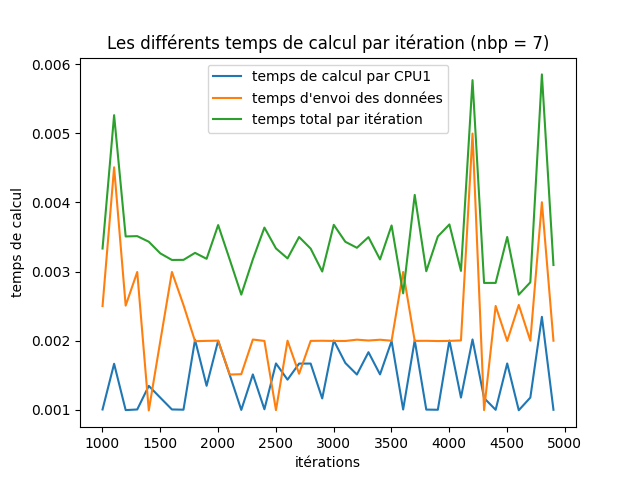 Les différents temps de calcul par itération (nbp = 7)
temps de calcul par CPU1
temps d'envoi des données
temps total par itération
temps de calcul
0.006
0.005
0.004
0.003
0.002
0.001
1000 1500 2000 2500 3000 3500 4000 4500 5000
itérations